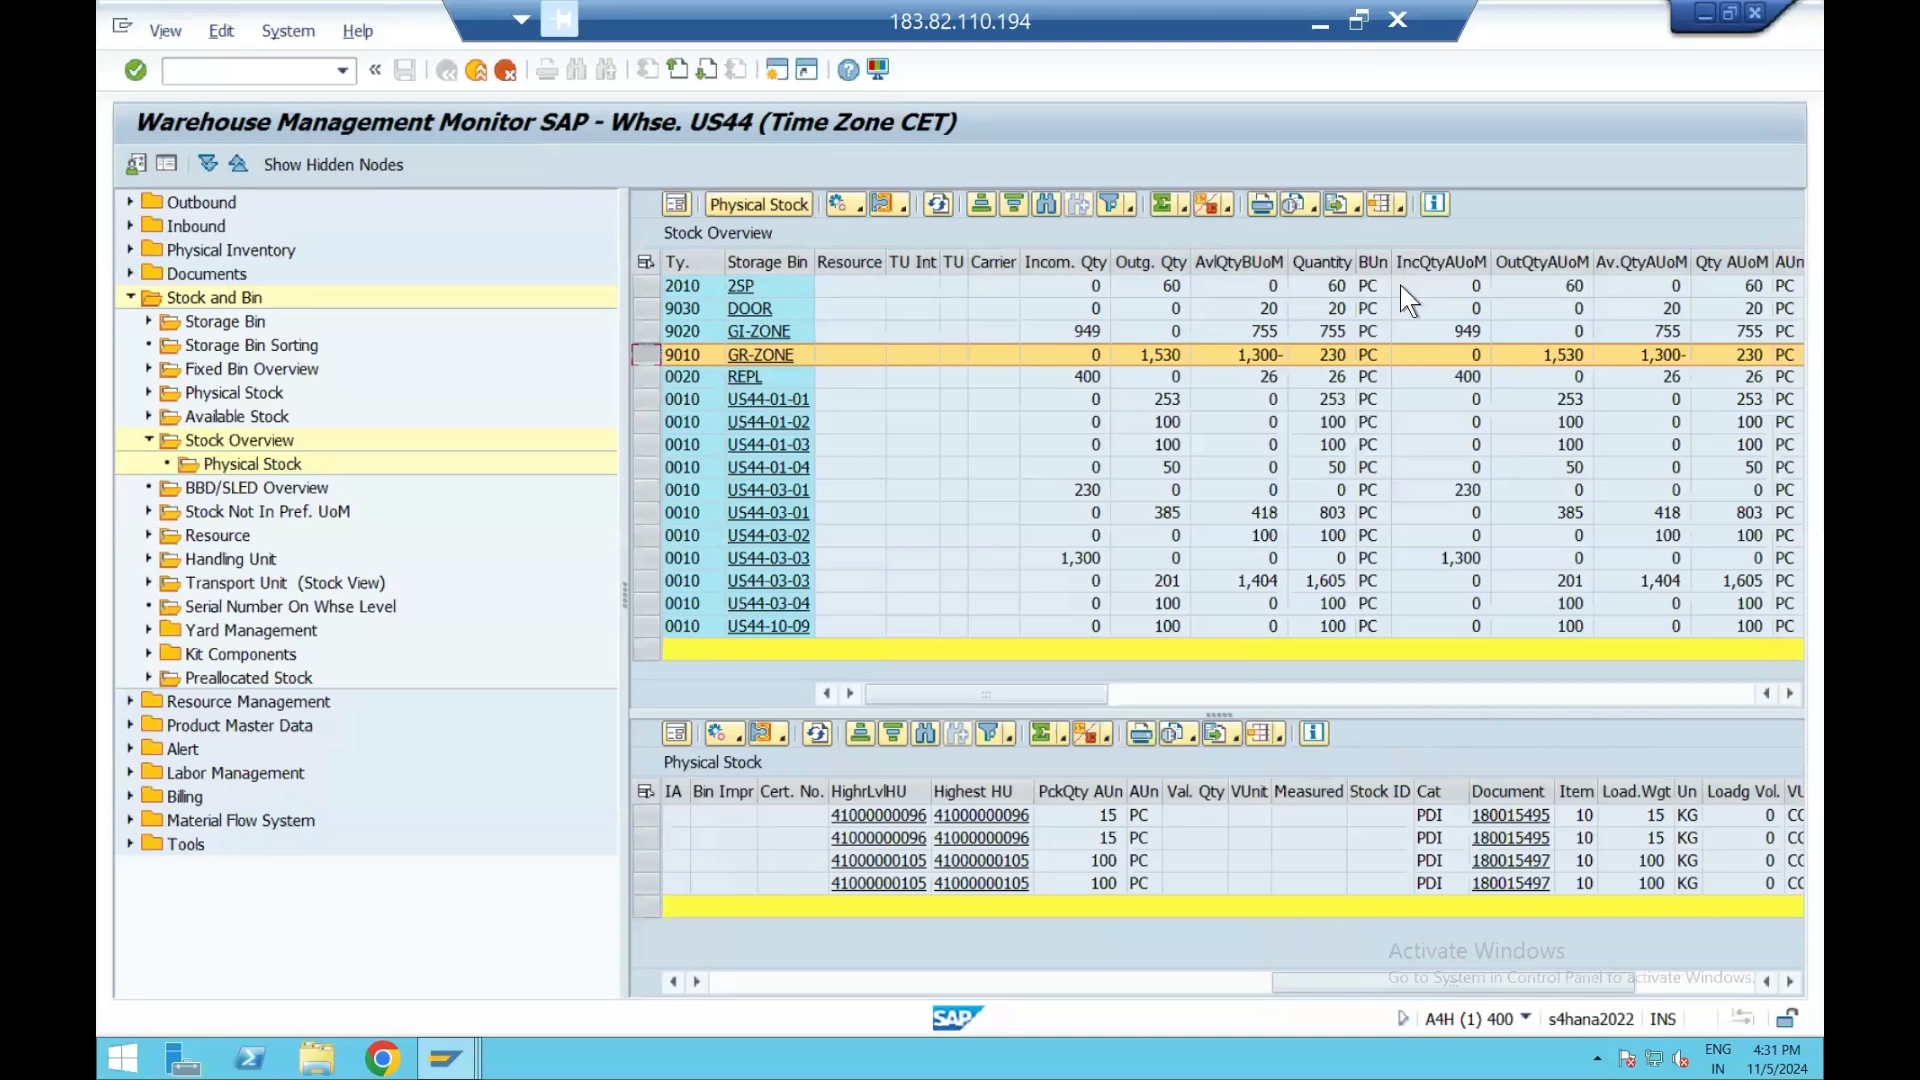 183.82.110.194
View Edit System Help
Warehouse Management Monitor SAP - Whse. US44 (Time Zone CET)
Show Hidden Nodes
Outbound
Inbound
Physical Inventory
Documents
Stock and Bin
Storage Bin
Storage Bin Sorting
Fixed Bin Overview
Physical Stock
Available Stock
Stock Overview
Physical Stock
BBD/SLED Overview
Stock Not In Pref. UoM
Resource
Handling Unit
Transport Unit (Stock View)
Serial Number On Whse Level
Yard Management
Kit Components
Preallocated Stock
Resource Management
Product Master Data
Alert
Labor Management
Billing
Material Flow System
Tools
Physical Stock
Stock Overview
Ty. Storage Bin Resource TU Int TU Carrier Incom. Qty Outg. Qty AvlQtyBUoM Quantity BUn IncQtyAUoM OutQtyAUoM Av.QtyAUoM Qty AUoM AUn
2010 2SP 0 60 0 60 PC 0 60 0 60 PC
9030 DOOR 0 0 20 20 PC 0 0 20 20 PC
9020 GI-ZONE 949 0 755 755 PC 949 0 755 755 PC
9010 GR-ZONE 0 1,530 1,300- 230 PC 0 1,530 1,300- 230 PC
0020 REPL 400 0 26 26 PC 400 0 26 26 PC
0010 US44-01-01 0 253 0 253 PC 0 253 0 253 PC
0010 US44-01-02 0 100 0 100 PC 0 100 0 100 PC
0010 US44-01-03 0 100 0 100 PC 0 100 0 100 PC
0010 US44-01-04 0 50 0 50 PC 0 50 0 50 PC
0010 US44-03-01 230 0 0 0 PC 230 0 0 0 PC
0010 US44-03-01 0 385 418 803 PC 0 385 418 803 PC
0010 US44-03-02 0 0 100 100 PC 0 0 100 100 PC
0010 US44-03-03 1,300 0 0 0 PC 1,300 0 0 0 PC
0010 US44-03-03 0 201 1,404 1,605 PC 0 201 1,404 1,605 PC
0010 US44-03-04 0 100 0 100 PC 0 100 0 100 PC
0010 US44-10-09 0 100 0 100 PC 0 100 0 100 PC
Physical Stock
IA Bin Impr Cert. No. HighrLvlHU Highest HU PckQty AUn AUn Val. Qty VUnit Measured Stock ID Cat Document Item Load.Wgt Un Loadg Vol. VU
41000000096 41000000096 15 PC PDI 180015495 10 15 KG 0 CC
41000000096 41000000096 15 PC PDI 180015495 10 15 KG 0 CC
41000000105 41000000105 100 PC PDI 180015497 10 100 KG 0 CC
41000000105 41000000105 100 PC PDI 180015497 10 100 KG 0 CC
Activate Windows
Go to System in Control Panel to activate Windows.
SAP
A4H (1) 400 s4hana2022 INS
ENG 4:31 PM
IN 11/5/2024